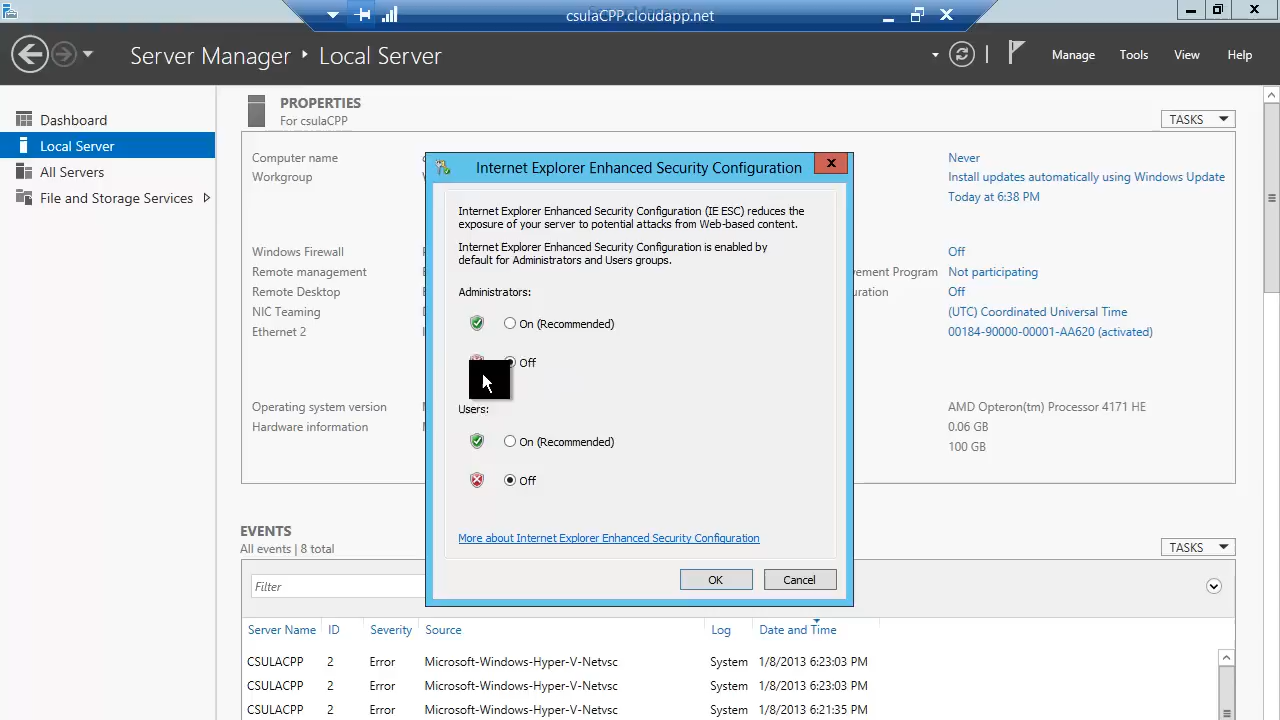 csulaCPP.cloudapp.net
Server Manager ‣ Local Server
Manage Tools View Help
Dashboard
Local Server
All Servers
File and Storage Services
PROPERTIES
For csulaCPP
TASKS
Computer name
Workgroup
Never
Install updates automatically using Windows Update
Today at 6:38 PM
Windows Firewall
Remote management
Remote Desktop
NIC Teaming
Ethernet 2
Off
Program Not participating
Off
(UTC) Coordinated Universal Time
00184-90000-00001-AA620 (activated)
Operating system version
Hardware information
AMD Opteron(tm) Processor 4171 HE
0.06 GB
100 GB
Internet Explorer Enhanced Security Configuration
Internet Explorer Enhanced Security Configuration (IE ESC) reduces the
exposure of your server to potential attacks from Web-based content.
Internet Explorer Enhanced Security Configuration is enabled by
default for Administrators and Users groups.
Administrators:
On (Recommended)
Off
Users:
On (Recommended)
Off
More about Internet Explorer Enhanced Security Configuration
OK Cancel
EVENTS
All events | 8 total
TASKS
Filter
Server Name ID Severity Source Log Date and Time
CSULACPP 2 Error Microsoft-Windows-Hyper-V-Netvsc System 1/8/2013 6:23:03 PM
CSULACPP 2 Error Microsoft-Windows-Hyper-V-Netvsc System 1/8/2013 6:23:03 PM
CSULACPP 2 Error Microsoft-Windows-Hyper-V-Netvsc System 1/8/2013 6:21:35 PM